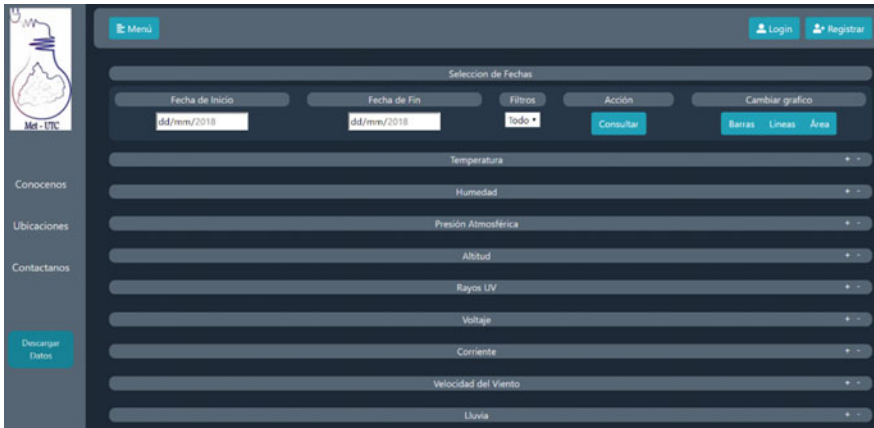 Met - UTC
Conocenos
Ubicaciones
Contactanos
Descargar
Datos
Menú
Login
Registrar
Seleccion de Fechas
Fecha de Inicio Fecha de Fin Filtros Acción Cambiar grafico
dd/mm/2018 dd/mm/2018 Todo Consultar Barras Lineas Área
Temperatura + -
Humedad + -
Presión Atmosférica + -
Altitud + -
Rayos UV + -
Voltaje + -
Corriente + -
Velocidad del Viento + -
Lluvia + -